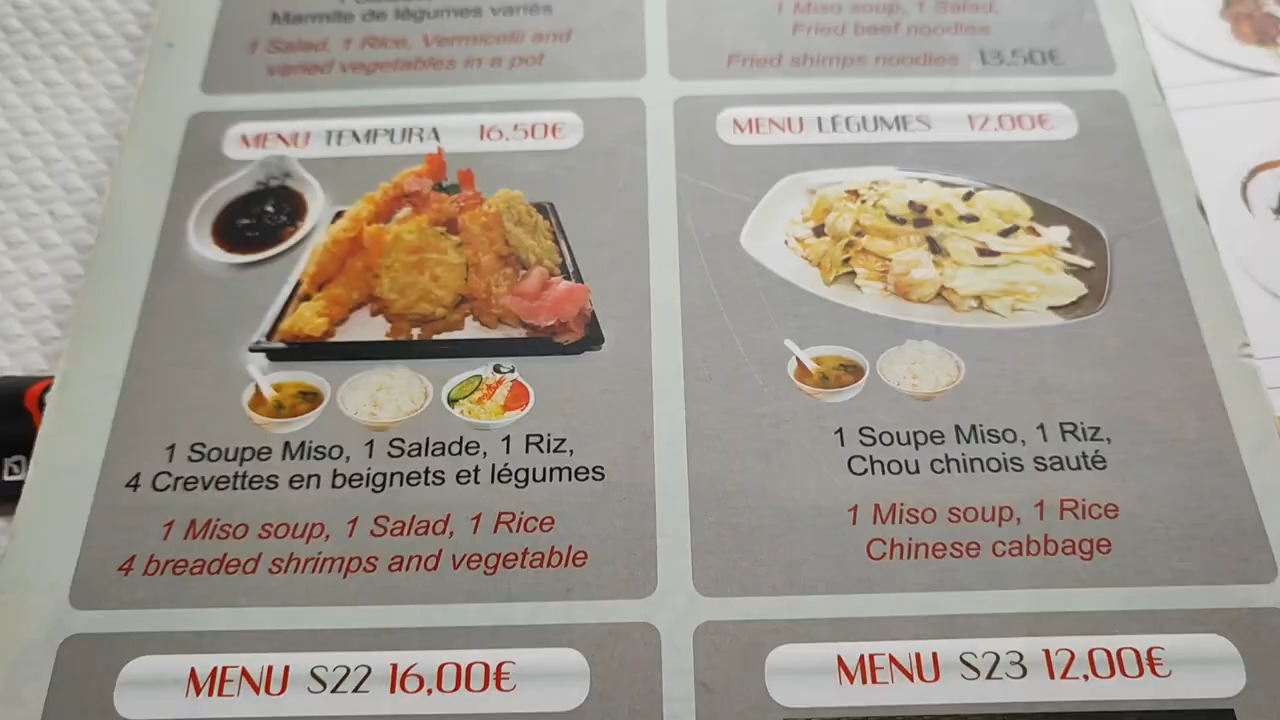 Marmite de légumes variés
1 Salad, 1 Rice, Vermicelli and
varied vegetables in a pot
1 Miso soup, 1 Salad,
Fried beef noodles
Fried shimps noodles 13.50€
MENU TEMPURA 16,50€
1 Soupe Miso, 1 Salade, 1 Riz,
4 Crevettes en beignets et légumes
1 Miso soup, 1 Salad, 1 Rice
4 breaded shrimps and vegetable
MENU LÉGUMES 12.00€
1 Soupe Miso, 1 Riz,
Chou chinois sauté
1 Miso soup, 1 Rice
Chinese cabbage
MENU S22 16,00€
MENU S23 12,00€